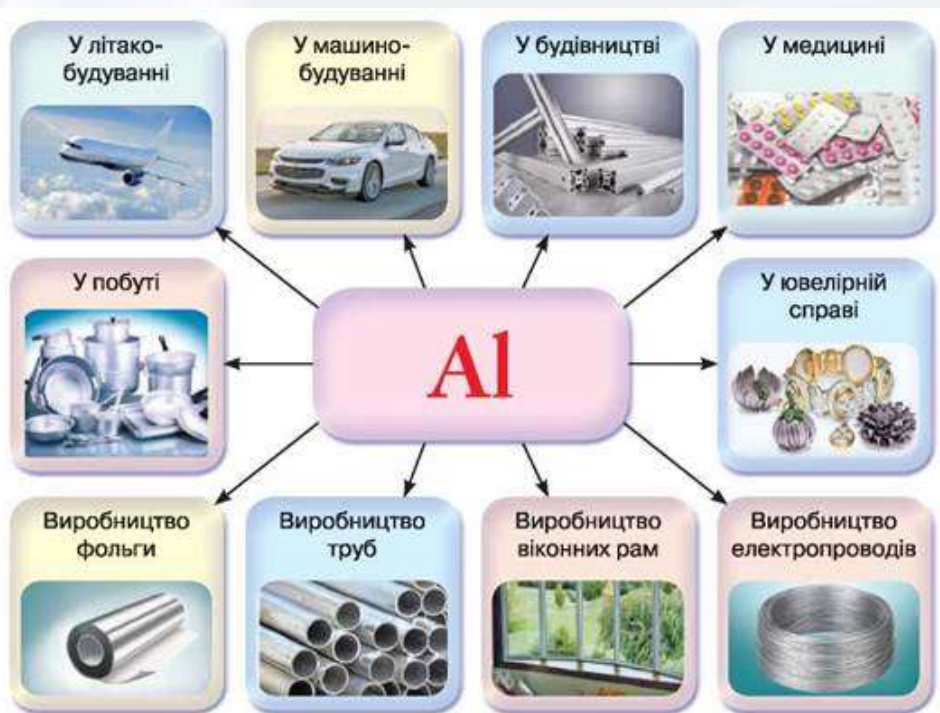 У літако-
будуванні
У машино-
будуванні
У будівництві
У медицині
У побуті
Al
У ювелірній
справі
Виробництво
фольги
Виробництво
труб
Виробництво
віконних рам
Виробництво
електропроводів